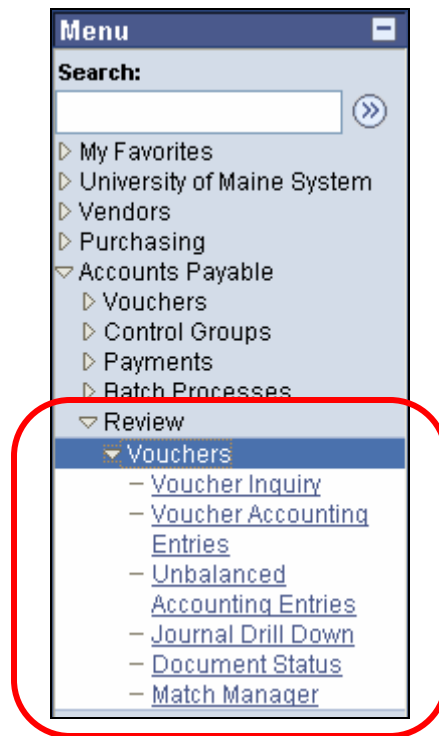 Menu
Search:
My Favorites
University of Maine System
Vendors
Purchasing
Accounts Payable
Vouchers
Control Groups
Payments
Batch Processes
Review
Vouchers
– Voucher Inquiry
– Voucher Accounting
Entries
– Unbalanced
Accounting Entries
– Journal Drill Down
– Document Status
– Match Manager